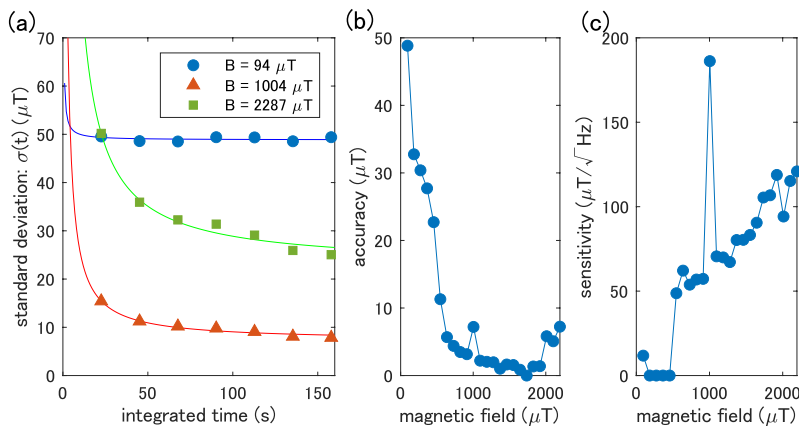 (a)
70
60
50
40
30
20
10
0
0
50
100
150
standard deviation: σ(t) (μT)
integrated time (s)
B = 94 μT
B = 1004 μT
B = 2287 μT
(b)
50
40
30
20
10
0
0
1000
2000
accuracy (μT)
magnetic field (μT)
(c)
200
150
100
50
0
0
1000
2000
sensitivity (μT/√Hz)
magnetic field (μT)